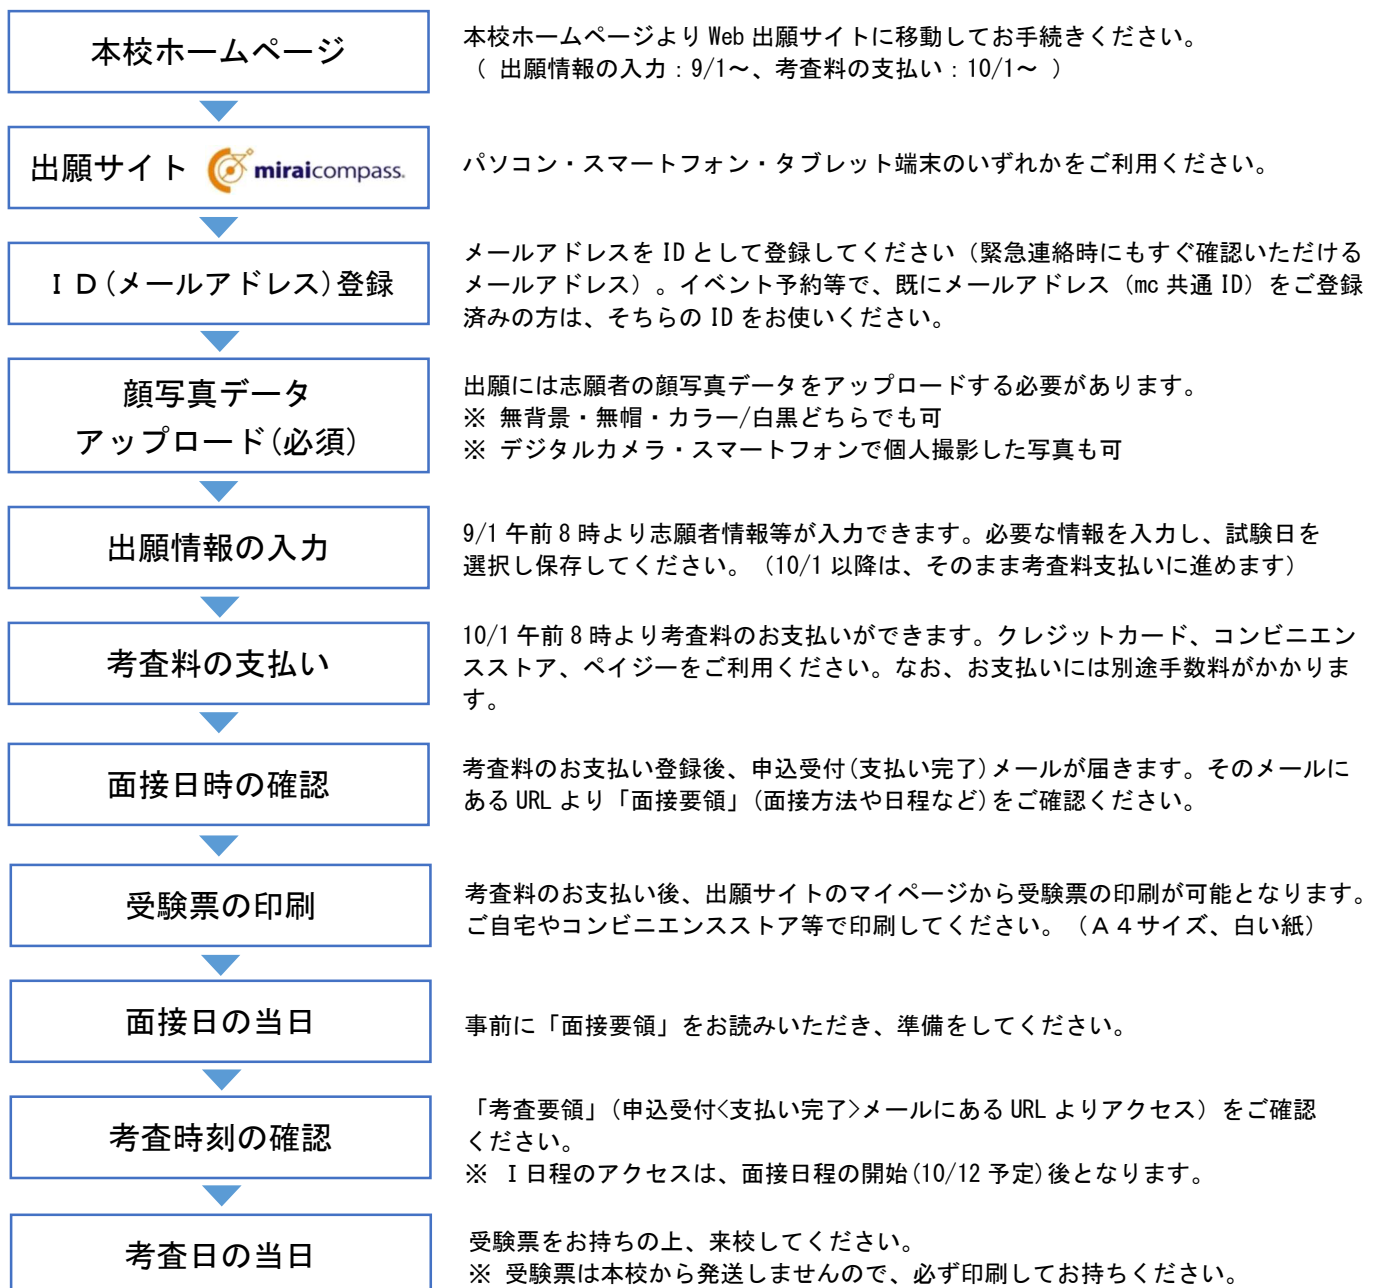 本校ホームページ
本校ホームページより Web 出願サイトに移動してお手続きください。
（ 出願情報の入力：9/1～、考査料の支払い：10/1～ ）
出願サイト miraicompass.
パソコン・スマートフォン・タブレット端末のいずれかをご利用ください。
ＩＤ(メールアドレス)登録
メールアドレスを ID として登録してください（緊急連絡時にもすぐ確認いただける
メールアドレス）。イベント予約等で、既にメールアドレス（mc 共通 ID）をご登録
済みの方は、そちらの ID をお使いください。
顔写真データ
アップロード(必須)
出願には志願者の顔写真データをアップロードする必要があります。
※ 無背景・無帽・カラー/白黒どちらでも可
※ デジタルカメラ・スマートフォンで個人撮影した写真も可
出願情報の入力
9/1 午前 8 時より志願者情報等が入力できます。必要な情報を入力し、試験日を
選択し保存してください。（10/1 以降は、そのまま考査料支払いに進めます）
考査料の支払い
10/1 午前 8 時より考査料のお支払いができます。クレジットカード、コンビニエン
スストア、ペイジーをご利用ください。なお、お支払いには別途手数料がかかりま
す。
面接日時の確認
考査料のお支払い登録後、申込受付(支払い完了)メールが届きます。そのメールに
ある URL より「面接要領」(面接方法や日程など)をご確認ください。
受験票の印刷
考査料のお支払い後、出願サイトのマイページから受験票の印刷が可能となります。
ご自宅やコンビニエンスストア等で印刷してください。（Ａ４サイズ、白い紙）
面接日の当日
事前に「面接要領」をお読みいただき、準備をしてください。
考査時刻の確認
「考査要領」(申込受付<支払い完了>メールにある URL よりアクセス）をご確認
ください。
※ Ｉ日程のアクセスは、面接日程の開始(10/12 予定)後となります。
考査日の当日
受験票をお持ちの上、来校してください。
※ 受験票は本校から発送しませんので、必ず印刷してお持ちください。